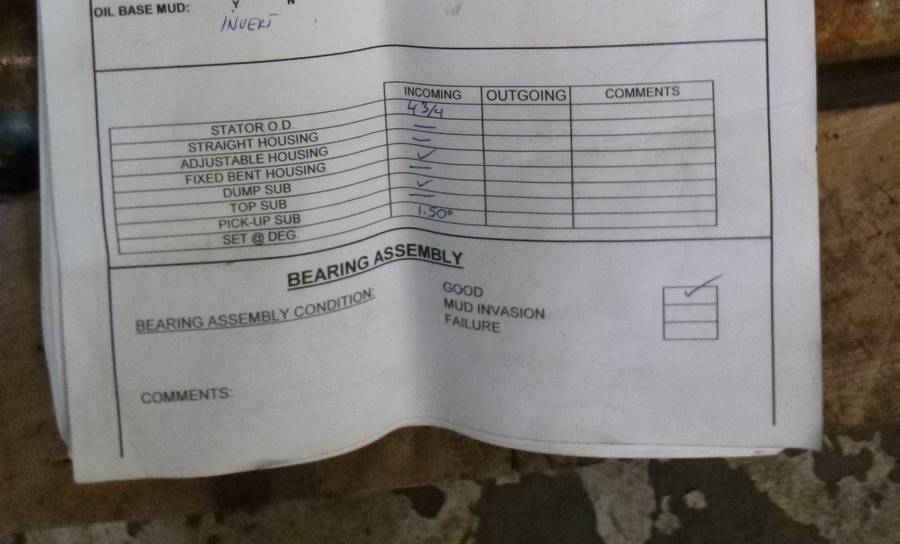 OIL BASE MUD: Y N
INVERT
INCOMING OUTGOING COMMENTS
STATOR O.D. 4 3/4
STRAIGHT HOUSING —
ADJUSTABLE HOUSING —
FIXED BENT HOUSING ✓
DUMP SUB —
TOP SUB ✓
PICK-UP SUB —
SET @ DEG. 1.50°
BEARING ASSEMBLY
BEARING ASSEMBLY CONDITION: GOOD ✓
MUD INVASION
FAILURE
COMMENTS: